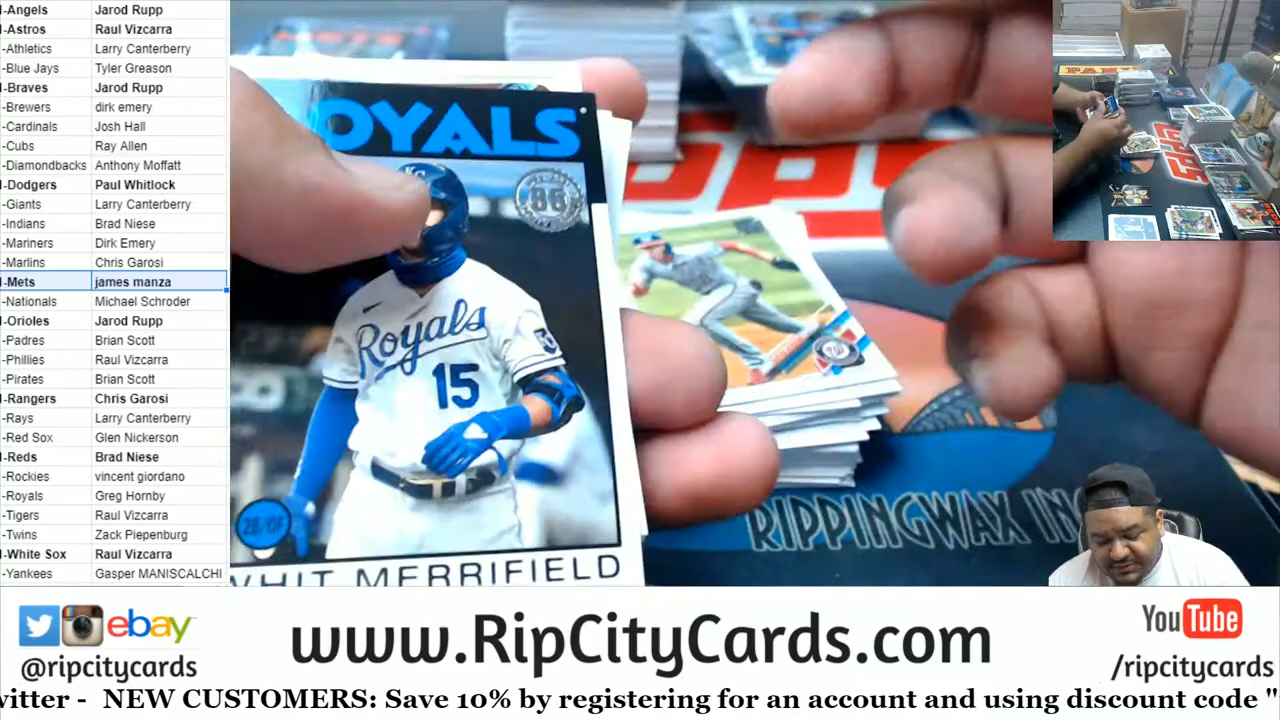 -Angels Jarod Rupp
-Astros Raul Vizcarra
-Athletics Larry Canterberry
-Blue Jays Tyler Greason
-Braves Jarod Rupp
-Brewers dirk emery
-Cardinals Josh Hall
-Cubs Ray Allen
-Diamondbacks Anthony Moffatt
-Dodgers Paul Whitlock
-Giants Larry Canterberry
-Indians Brad Niese
-Mariners Dirk Emery
-Marlins Chris Garosi
-Mets james manza
-Nationals Michael Schroder
-Orioles Jarod Rupp
-Padres Brian Scott
-Phillies Raul Vizcarra
-Pirates Brian Scott
-Rangers Chris Garosi
-Rays Larry Canterberry
-Red Sox Glen Nickerson
-Reds Brad Niese
-Rockies vincent giordano
-Royals Greg Hornby
-Tigers Raul Vizcarra
-Twins Zack Piepenburg
-White Sox Raul Vizcarra
-Yankees Gasper MANISCALCHI
OYALS
86
Royals
15
2B/OF
WHIT MERRIFIELD
RIPPINGWAX INC
ebay
@ripcitycards
www.RipCityCards.com
YouTube
/ripcitycards
witter - NEW CUSTOMERS: Save 10% by registering for an account and using discount code "